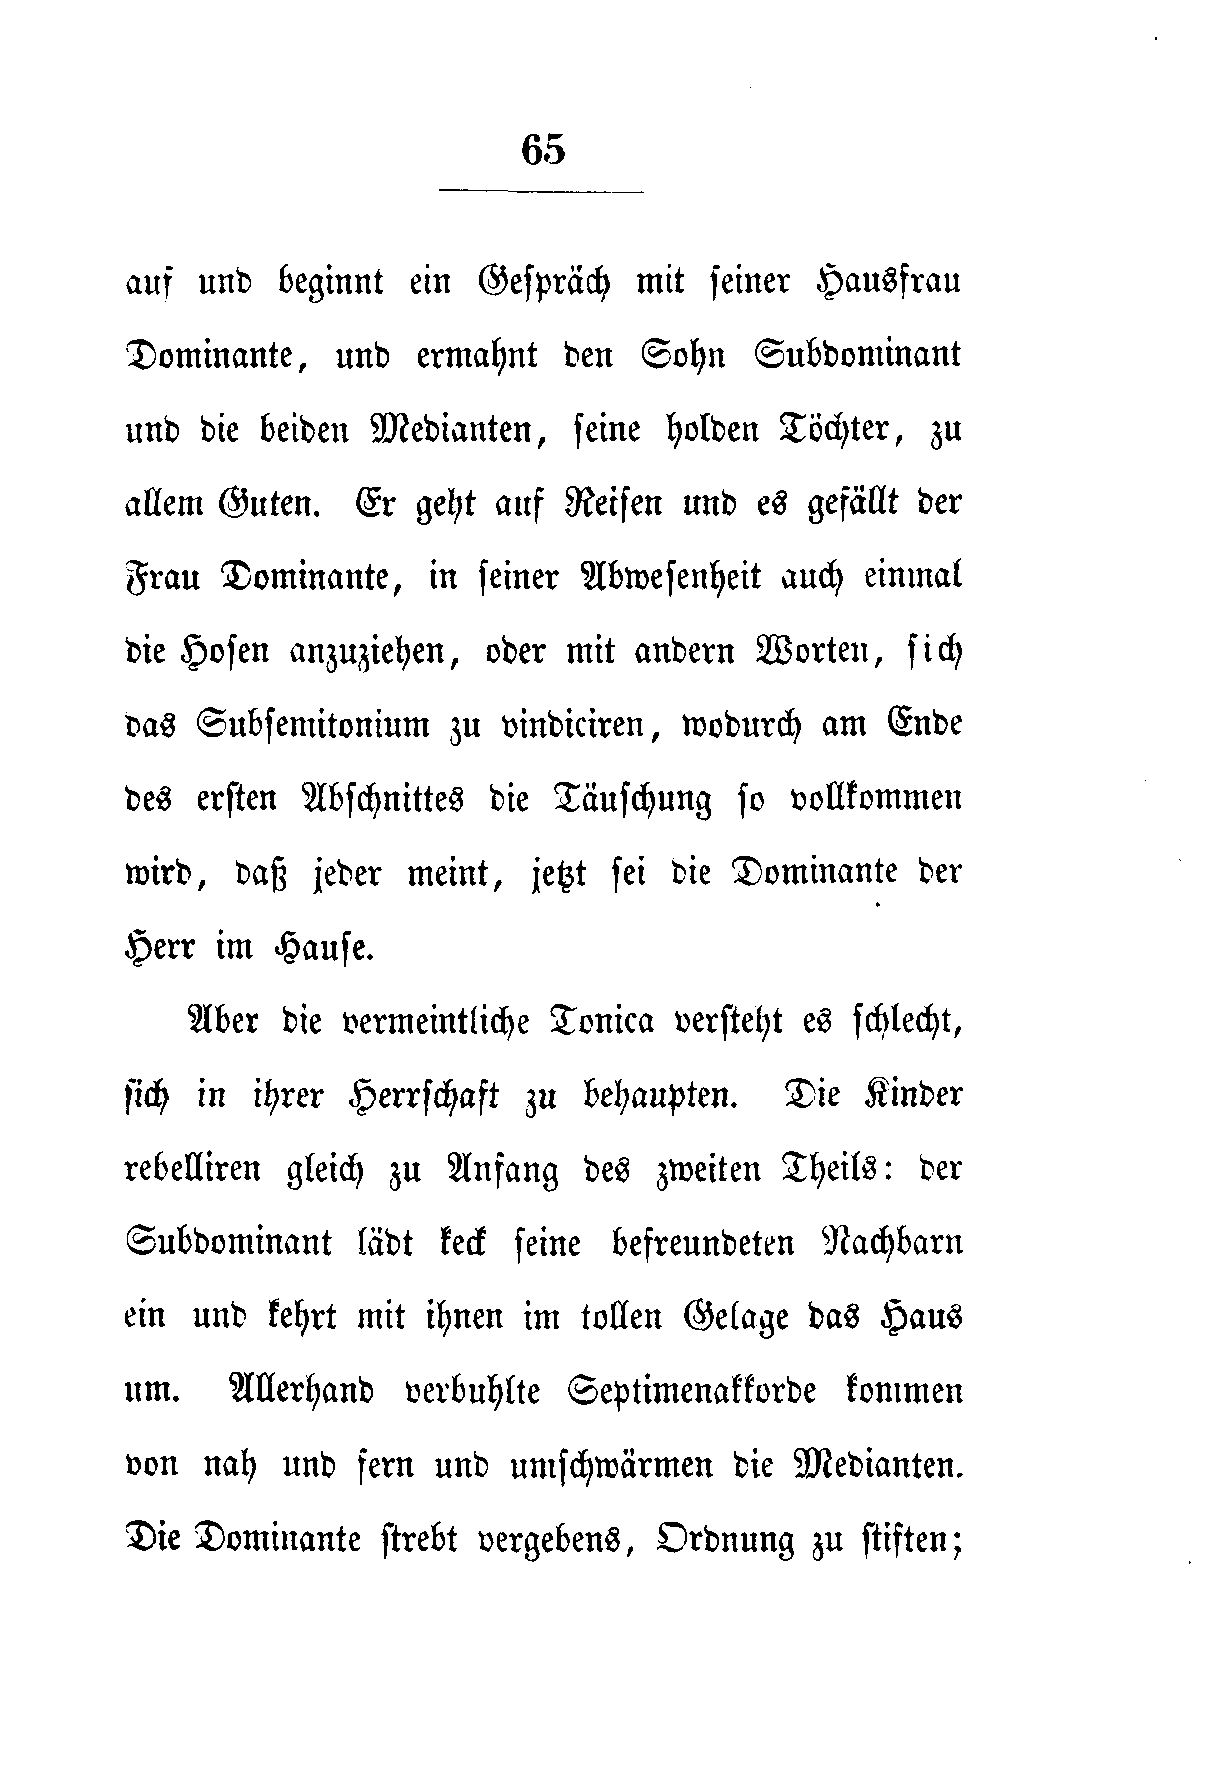 65
auf und beginnt ein Geſpräch mit ſeiner Hausfrau
Dominante, und ermahnt den Sohn Subdominant
und die beiden Medianten, ſeine holden Töchter, zu
allem Guten. Er geht auf Reiſen und es gefällt der
Frau Dominante, in ſeiner Abweſenheit auch einmal
die Hoſen anzuziehen, oder mit andern Worten, ſich
das Subſemitonium zu vindiciren, wodurch am Ende
des erſten Abſchnittes die Täuſchung ſo vollkommen
wird, daß jeder meint, jetzt ſei die Dominante der
Herr im Hauſe.
Aber die vermeintliche Tonica verſteht es ſchlecht,
ſich in ihrer Herrſchaft zu behaupten. Die Kinder
rebelliren gleich zu Anfang des zweiten Theils: der
Subdominant lädt keck ſeine befreundeten Nachbarn
ein und kehrt mit ihnen im tollen Gelage das Haus
um. Allerhand verbuhlte Septimenakkorde kommen
von nah und fern und umſchwärmen die Medianten.
Die Dominante ſtrebt vergebens, Ordnung zu ſtiften;